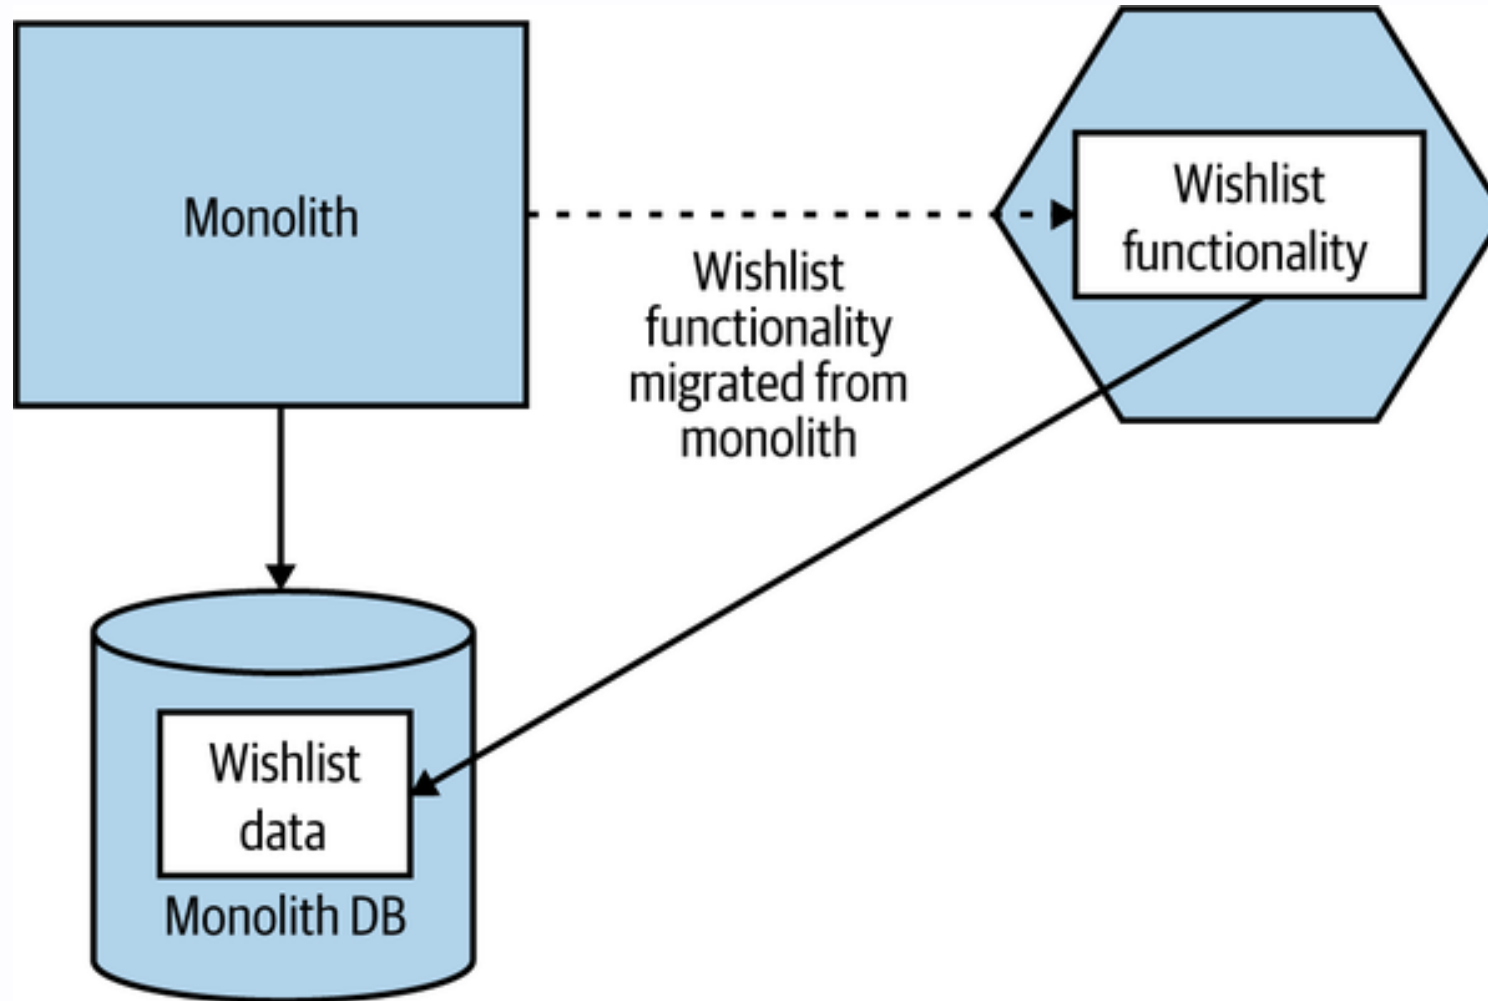 Monolith
Wishlist
functionality
Wishlist
functionality
migrated from
monolith
Wishlist
data
Monolith DB